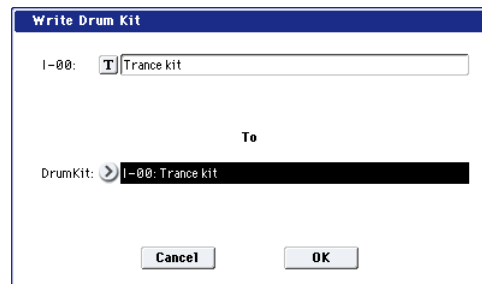 Write Drum Kit
I-00: T Trance kit
To
DrumKit: I-00: Trance kit
Cancel OK